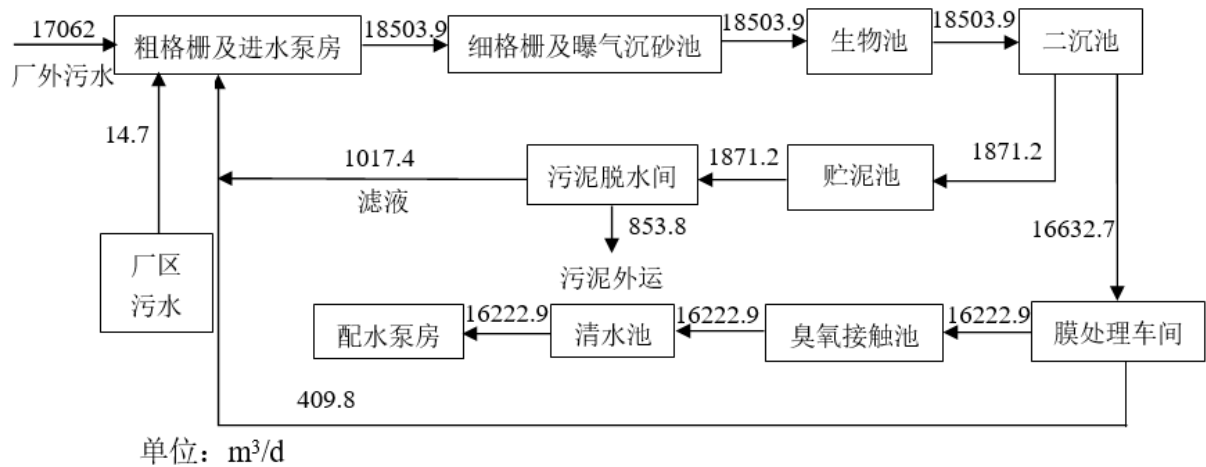 17062
厂外污水
粗格栅及进水泵房
18503.9
细格栅及曝气沉砂池
18503.9
生物池
18503.9
二沉池
14.7
1017.4
滤液
污泥脱水间
1871.2
贮泥池
1871.2
853.8
污泥外运
16632.7
厂区
污水
配水泵房
16222.9
清水池
16222.9
臭氧接触池
16222.9
膜处理车间
409.8
单位：m³/d